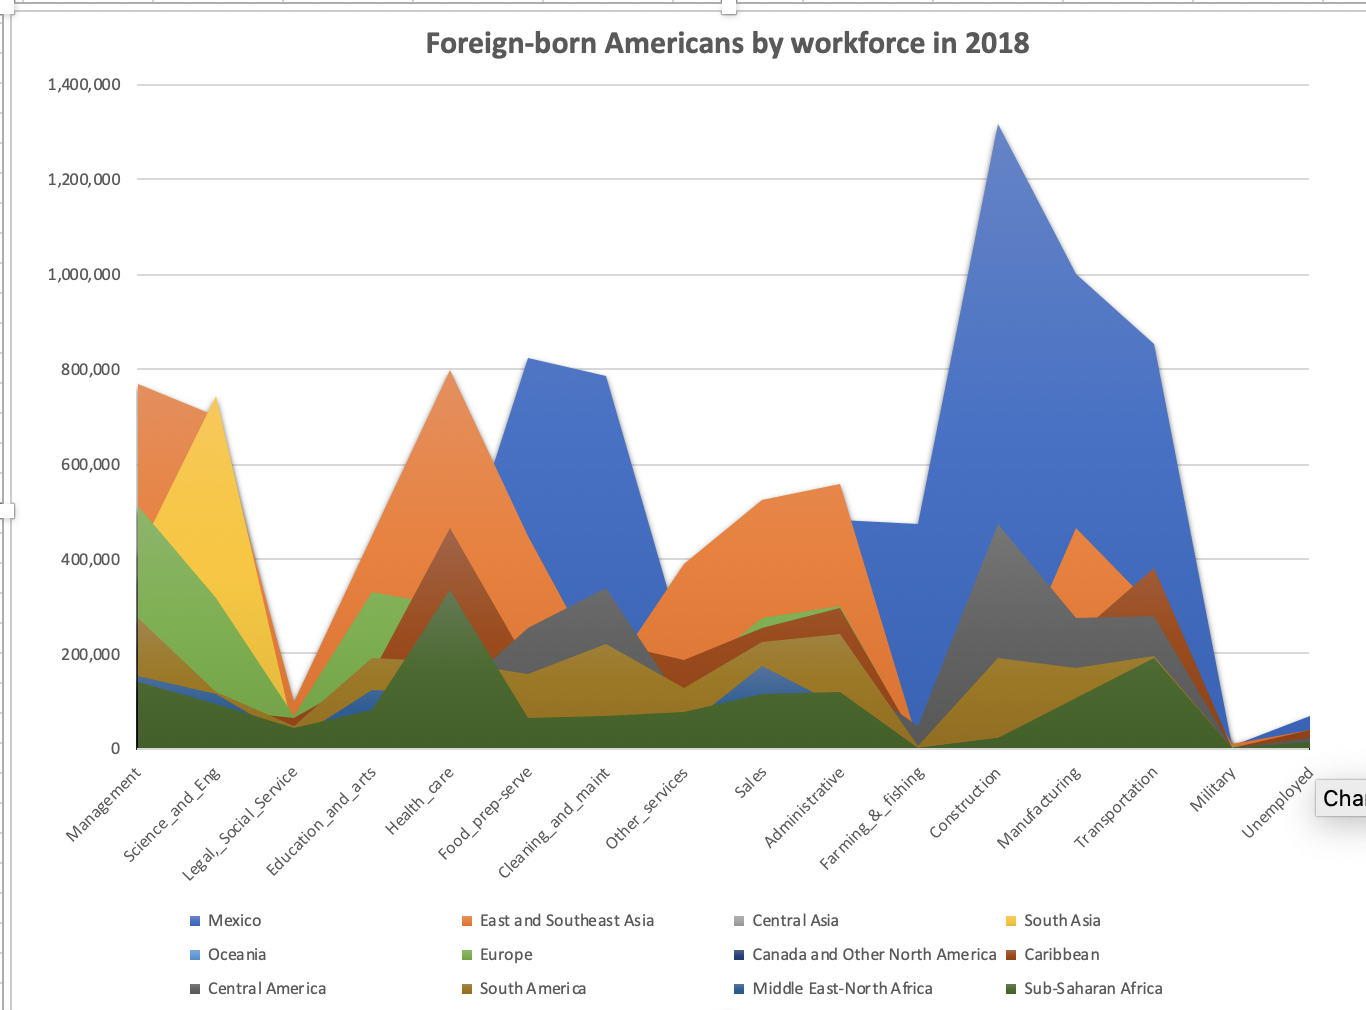 Foreign-born Americans by workforce in 2018
1,400,000
1,200,000
1,000,000
800,000
600,000
400,000
200,000
0
Management
Science_and_Eng
Legal,_Social_Service
Education_and_arts
Health_care
Food_prep-serve
Cleaning_and_maint
Other_services
Sales
Administrative
Farming_&_fishing
Construction
Manufacturing
Transportation
Military
Unemployed
Char
Mexico East and Southeast Asia Central Asia South Asia
Oceania Europe Canada and Other North America Caribbean
Central America South America Middle East-North Africa Sub-Saharan Africa